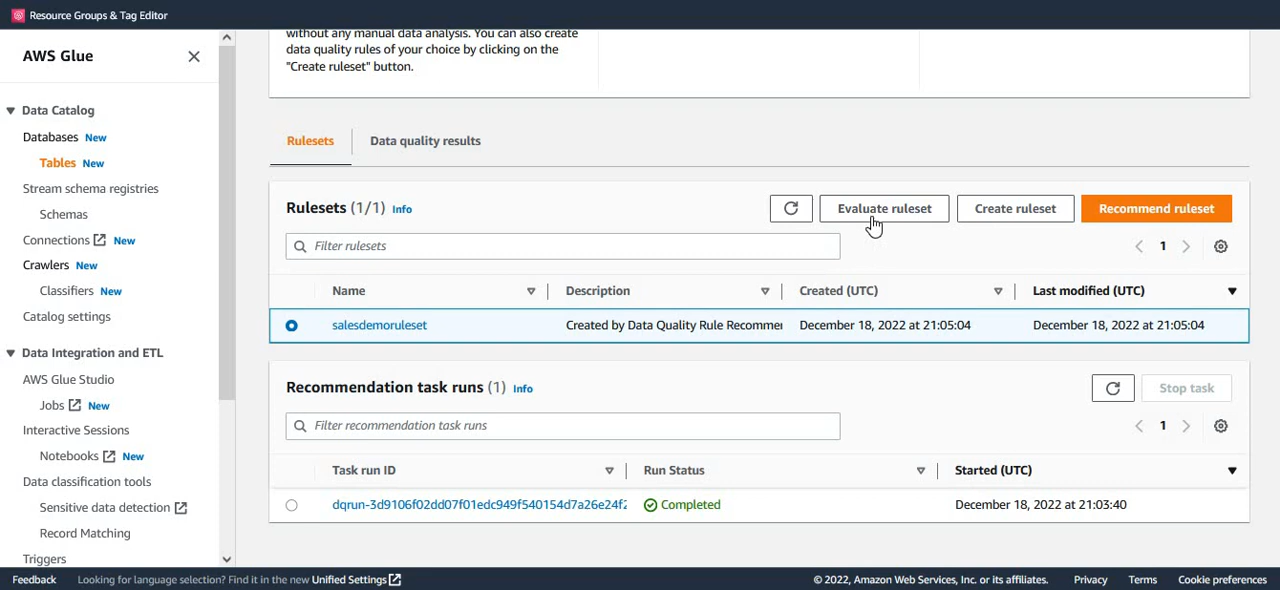 Resource Groups & Tag Editor
AWS Glue
Data Catalog
Databases New
Tables New
Stream schema registries
Schemas
Connections New
Crawlers New
Classifiers New
Catalog settings
Data Integration and ETL
AWS Glue Studio
Jobs New
Interactive Sessions
Notebooks New
Data classification tools
Sensitive data detection
Record Matching
Triggers
without any manual data analysis. You can also create
data quality rules of your choice by clicking on the
"Create ruleset" button.
Rulesets Data quality results
Rulesets (1/1) Info Evaluate ruleset Create ruleset Recommend ruleset
Filter rulesets 1
Name Description Created (UTC) Last modified (UTC)
salesdemoruleset Created by Data Quality Rule Recommen December 18, 2022 at 21:05:04 December 18, 2022 at 21:05:04
Recommendation task runs (1) Info Stop task
Filter recommendation task runs 1
Task run ID Run Status Started (UTC)
dqrun-3d9106f02dd07f01edc949f540154d7a26e24f2 Completed December 18, 2022 at 21:03:40
Feedback Looking for language selection? Find it in the new Unified Settings © 2022, Amazon Web Services, Inc. or its affiliates. Privacy Terms Cookie preferences